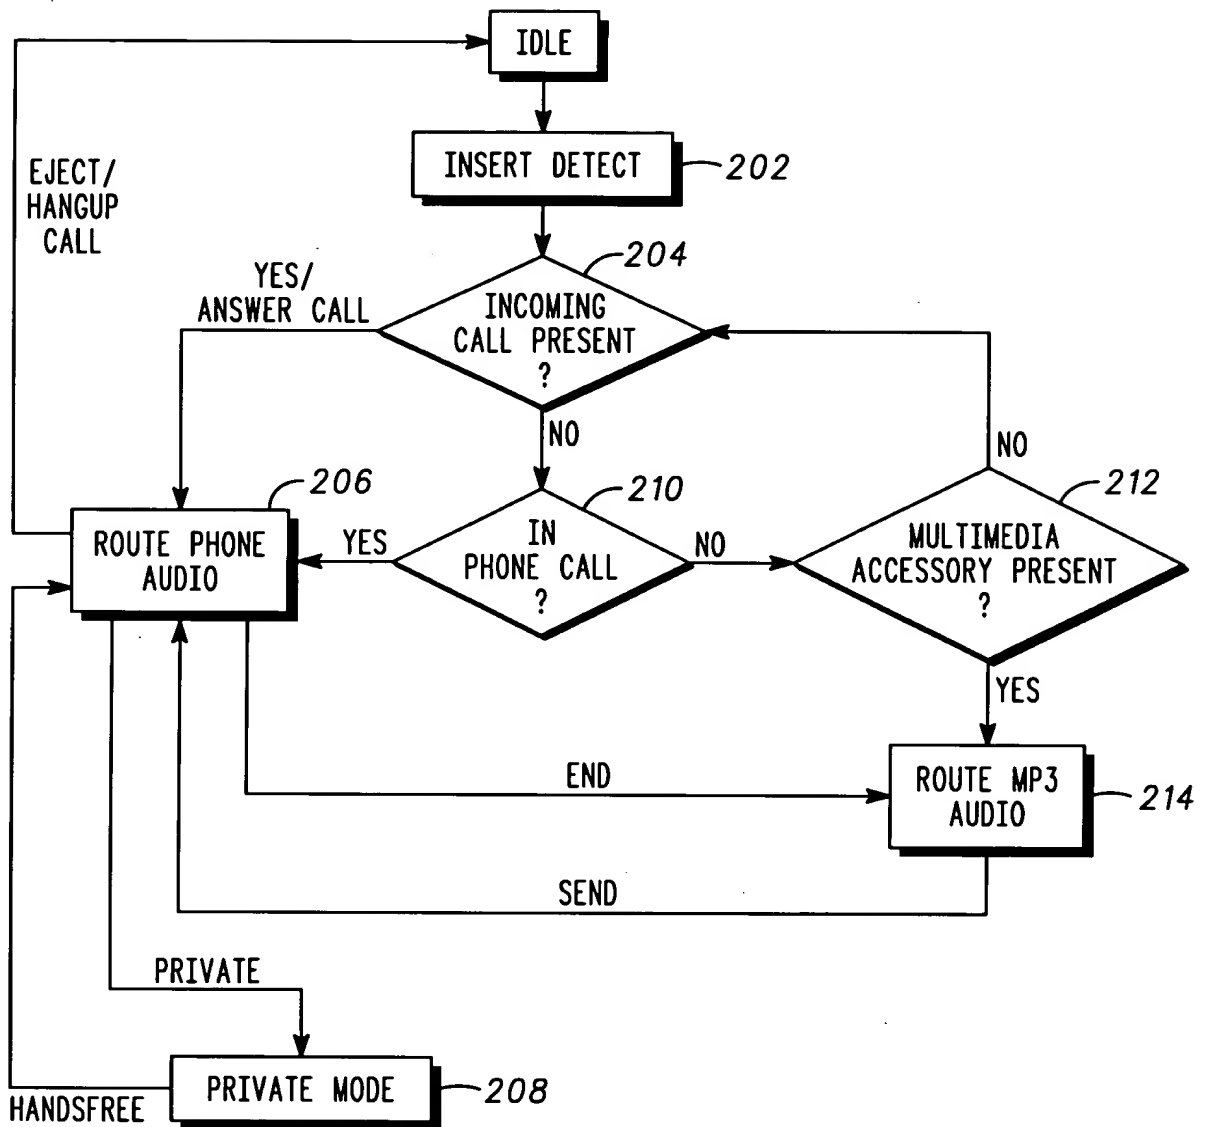 IDLE
INSERT DETECT
202
EJECT/
HANGUP
CALL
204
YES/
ANSWER CALL
INCOMING
CALL PRESENT
?
NO
NO
206
210
212
ROUTE PHONE
AUDIO
YES
IN
PHONE CALL
?
NO
MULTIMEDIA
ACCESSORY PRESENT
?
YES
END
ROUTE MP3
AUDIO
214
SEND
PRIVATE
PRIVATE MODE
208
HANDSFREE